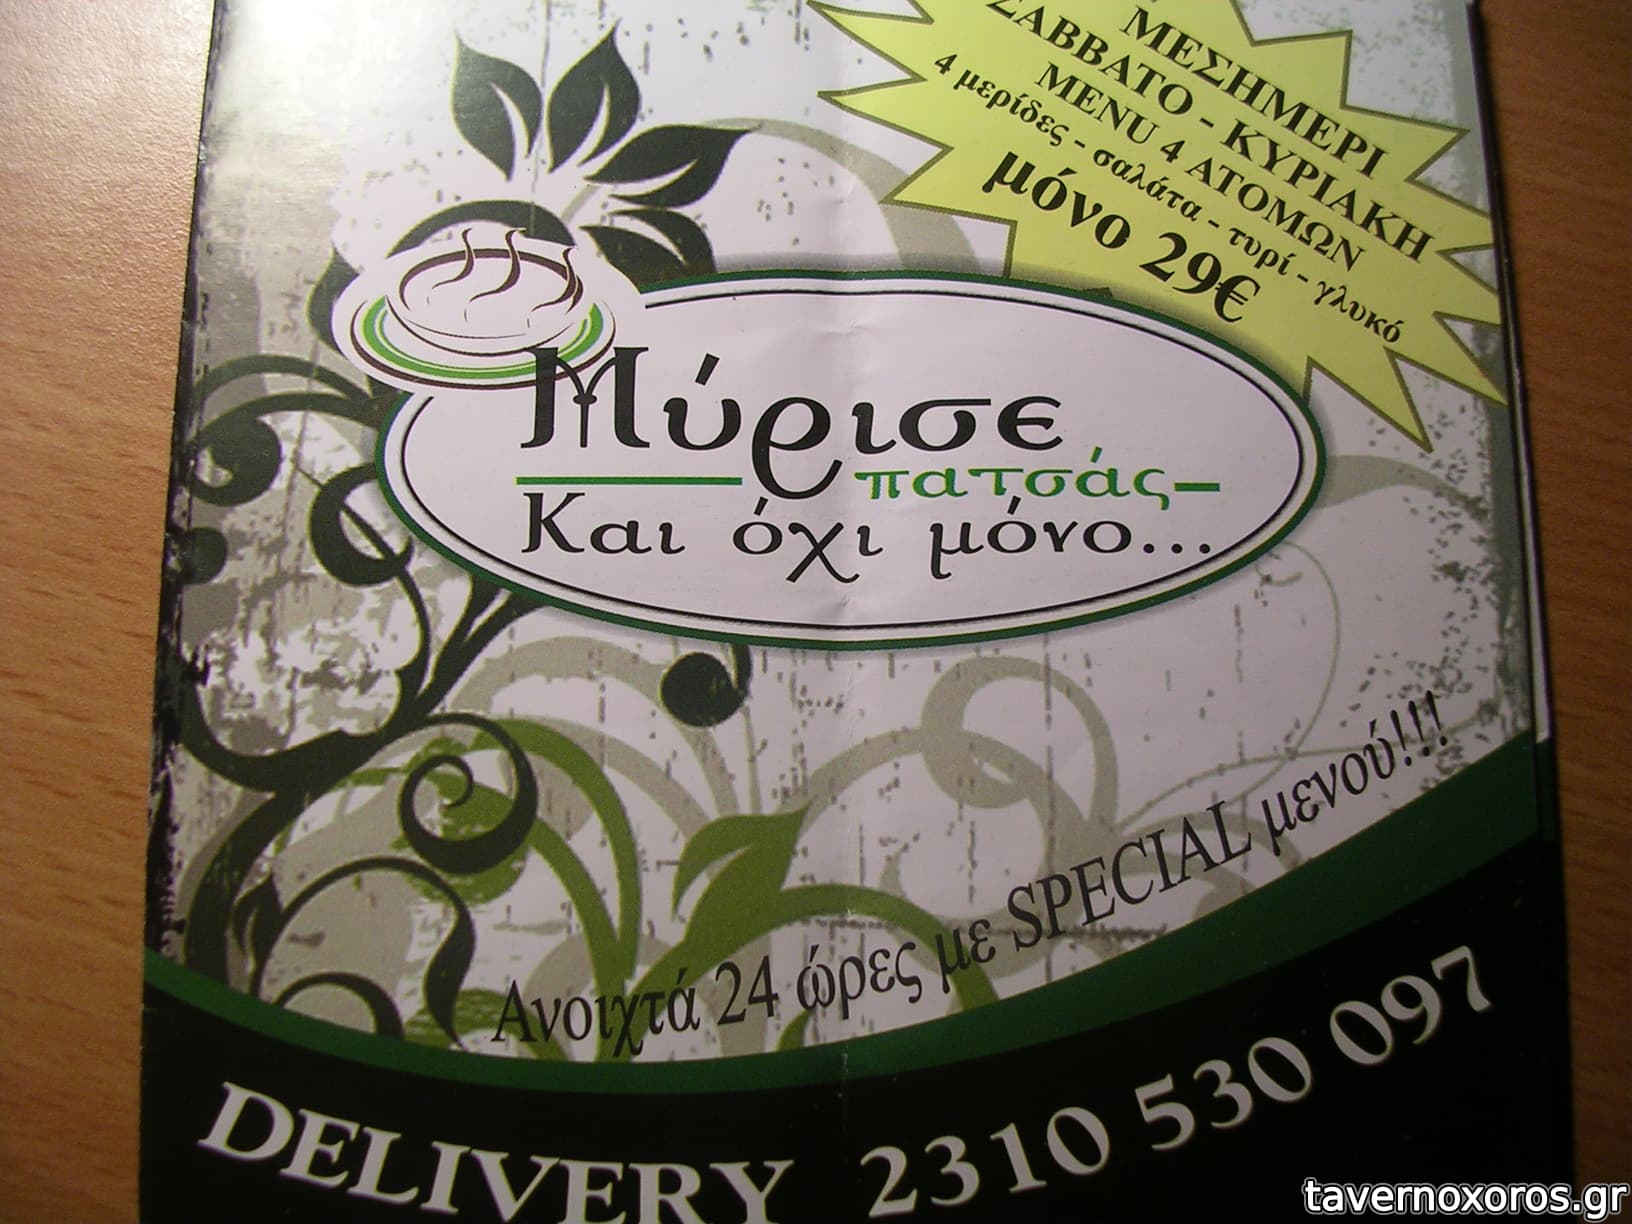 ΜΕΣΗΜΕΡΙ
ΣΑΒΒΑΤΟ - ΚΥΡΙΑΚΗ
MENU 4 ΑΤΟΜΩΝ
4 μερίδες - σαλάτα - τυρί - γλυκό
μόνο 29€
Μύρισε
πατσάς
Και όχι μόνο...
Ανοιχτά 24 ώρες με SPECIAL μενού!!!
DELIVERY 2310 530 097
tavernoxoros.gr